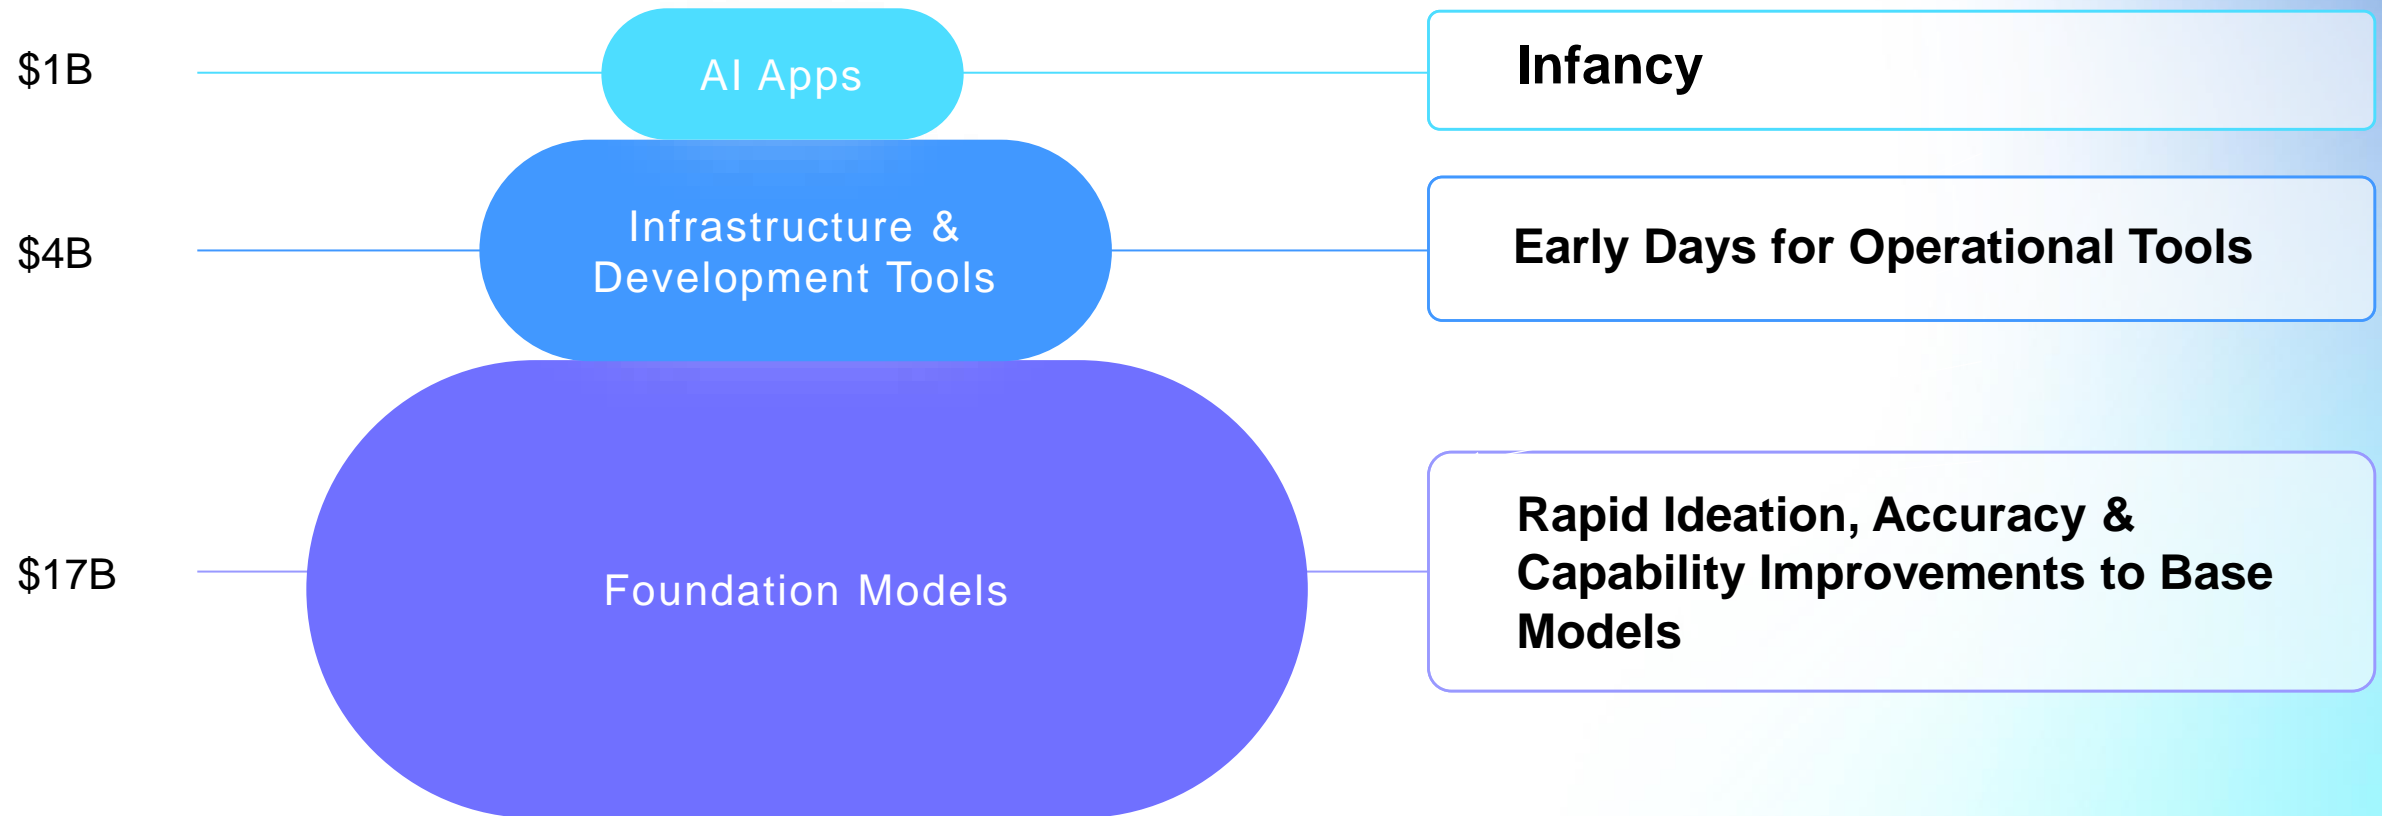 $1B
AI Apps
Infancy
$4B
Infrastructure &
Development Tools
Early Days for Operational Tools
$17B
Foundation Models
Rapid Ideation, Accuracy &
Capability Improvements to Base
Models